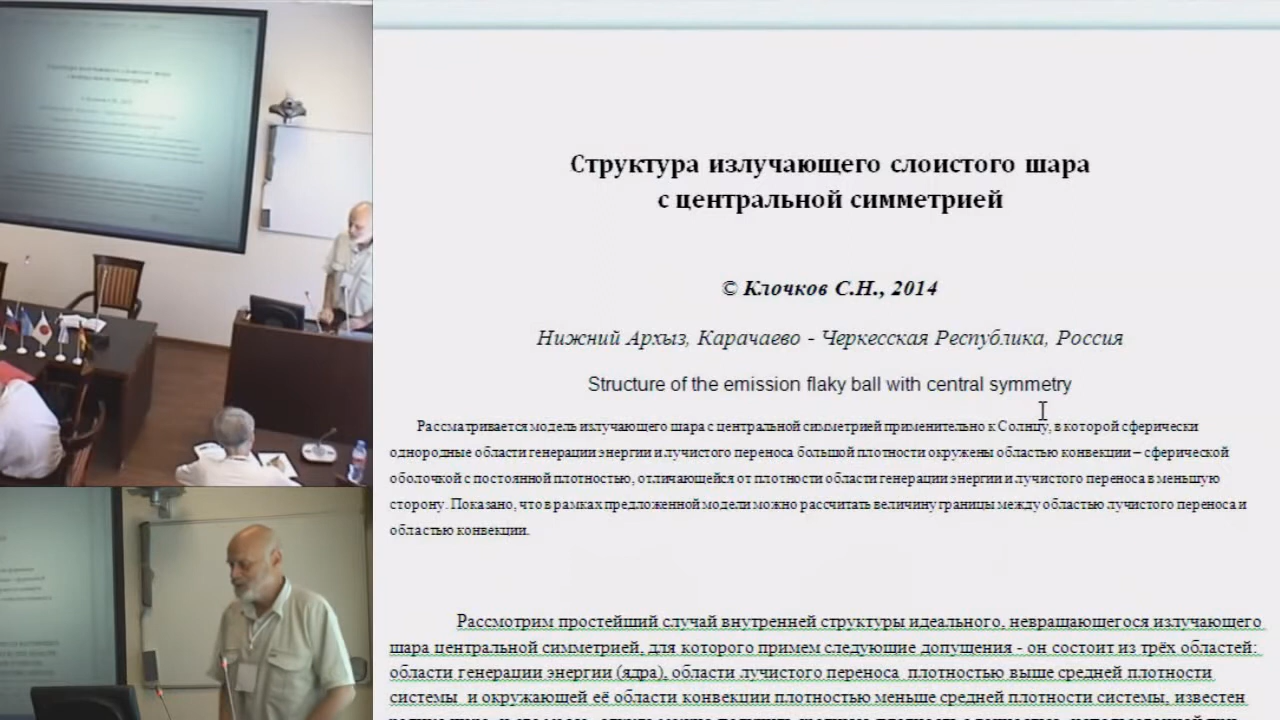 Структура излучающего слоистого шара
с центральной симметрией
© Клочков С.Н., 2014
Нижний Архыз, Карачаево - Черкесская Республика, Россия
Structure of the emission flaky ball with central symmetry
Рассматривается модель излучающего шара с центральной симметрией применительно к Солнцу, в которой сферически
однородные области генерации энергии и лучистого переноса большой плотности окружены областью конвекции – сферической
оболочкой с постоянной плотностью, отличающейся от плотности области генерации энергии и лучистого переноса в меньшую
сторону. Показано, что в рамках предложенной модели можно рассчитать величину границы между областью лучистого переноса и
областью конвекции.
Рассмотрим простейший случай внутренней структуры идеального, невращающегося излучающего
шара центральной симметрией, для которого примем следующие допущения - он состоит из трёх областей:
области генерации энергии (ядра), области лучистого переноса плотностью выше средней плотности
системы и окружающей её области конвекции плотностью меньше средней плотности системы, известен